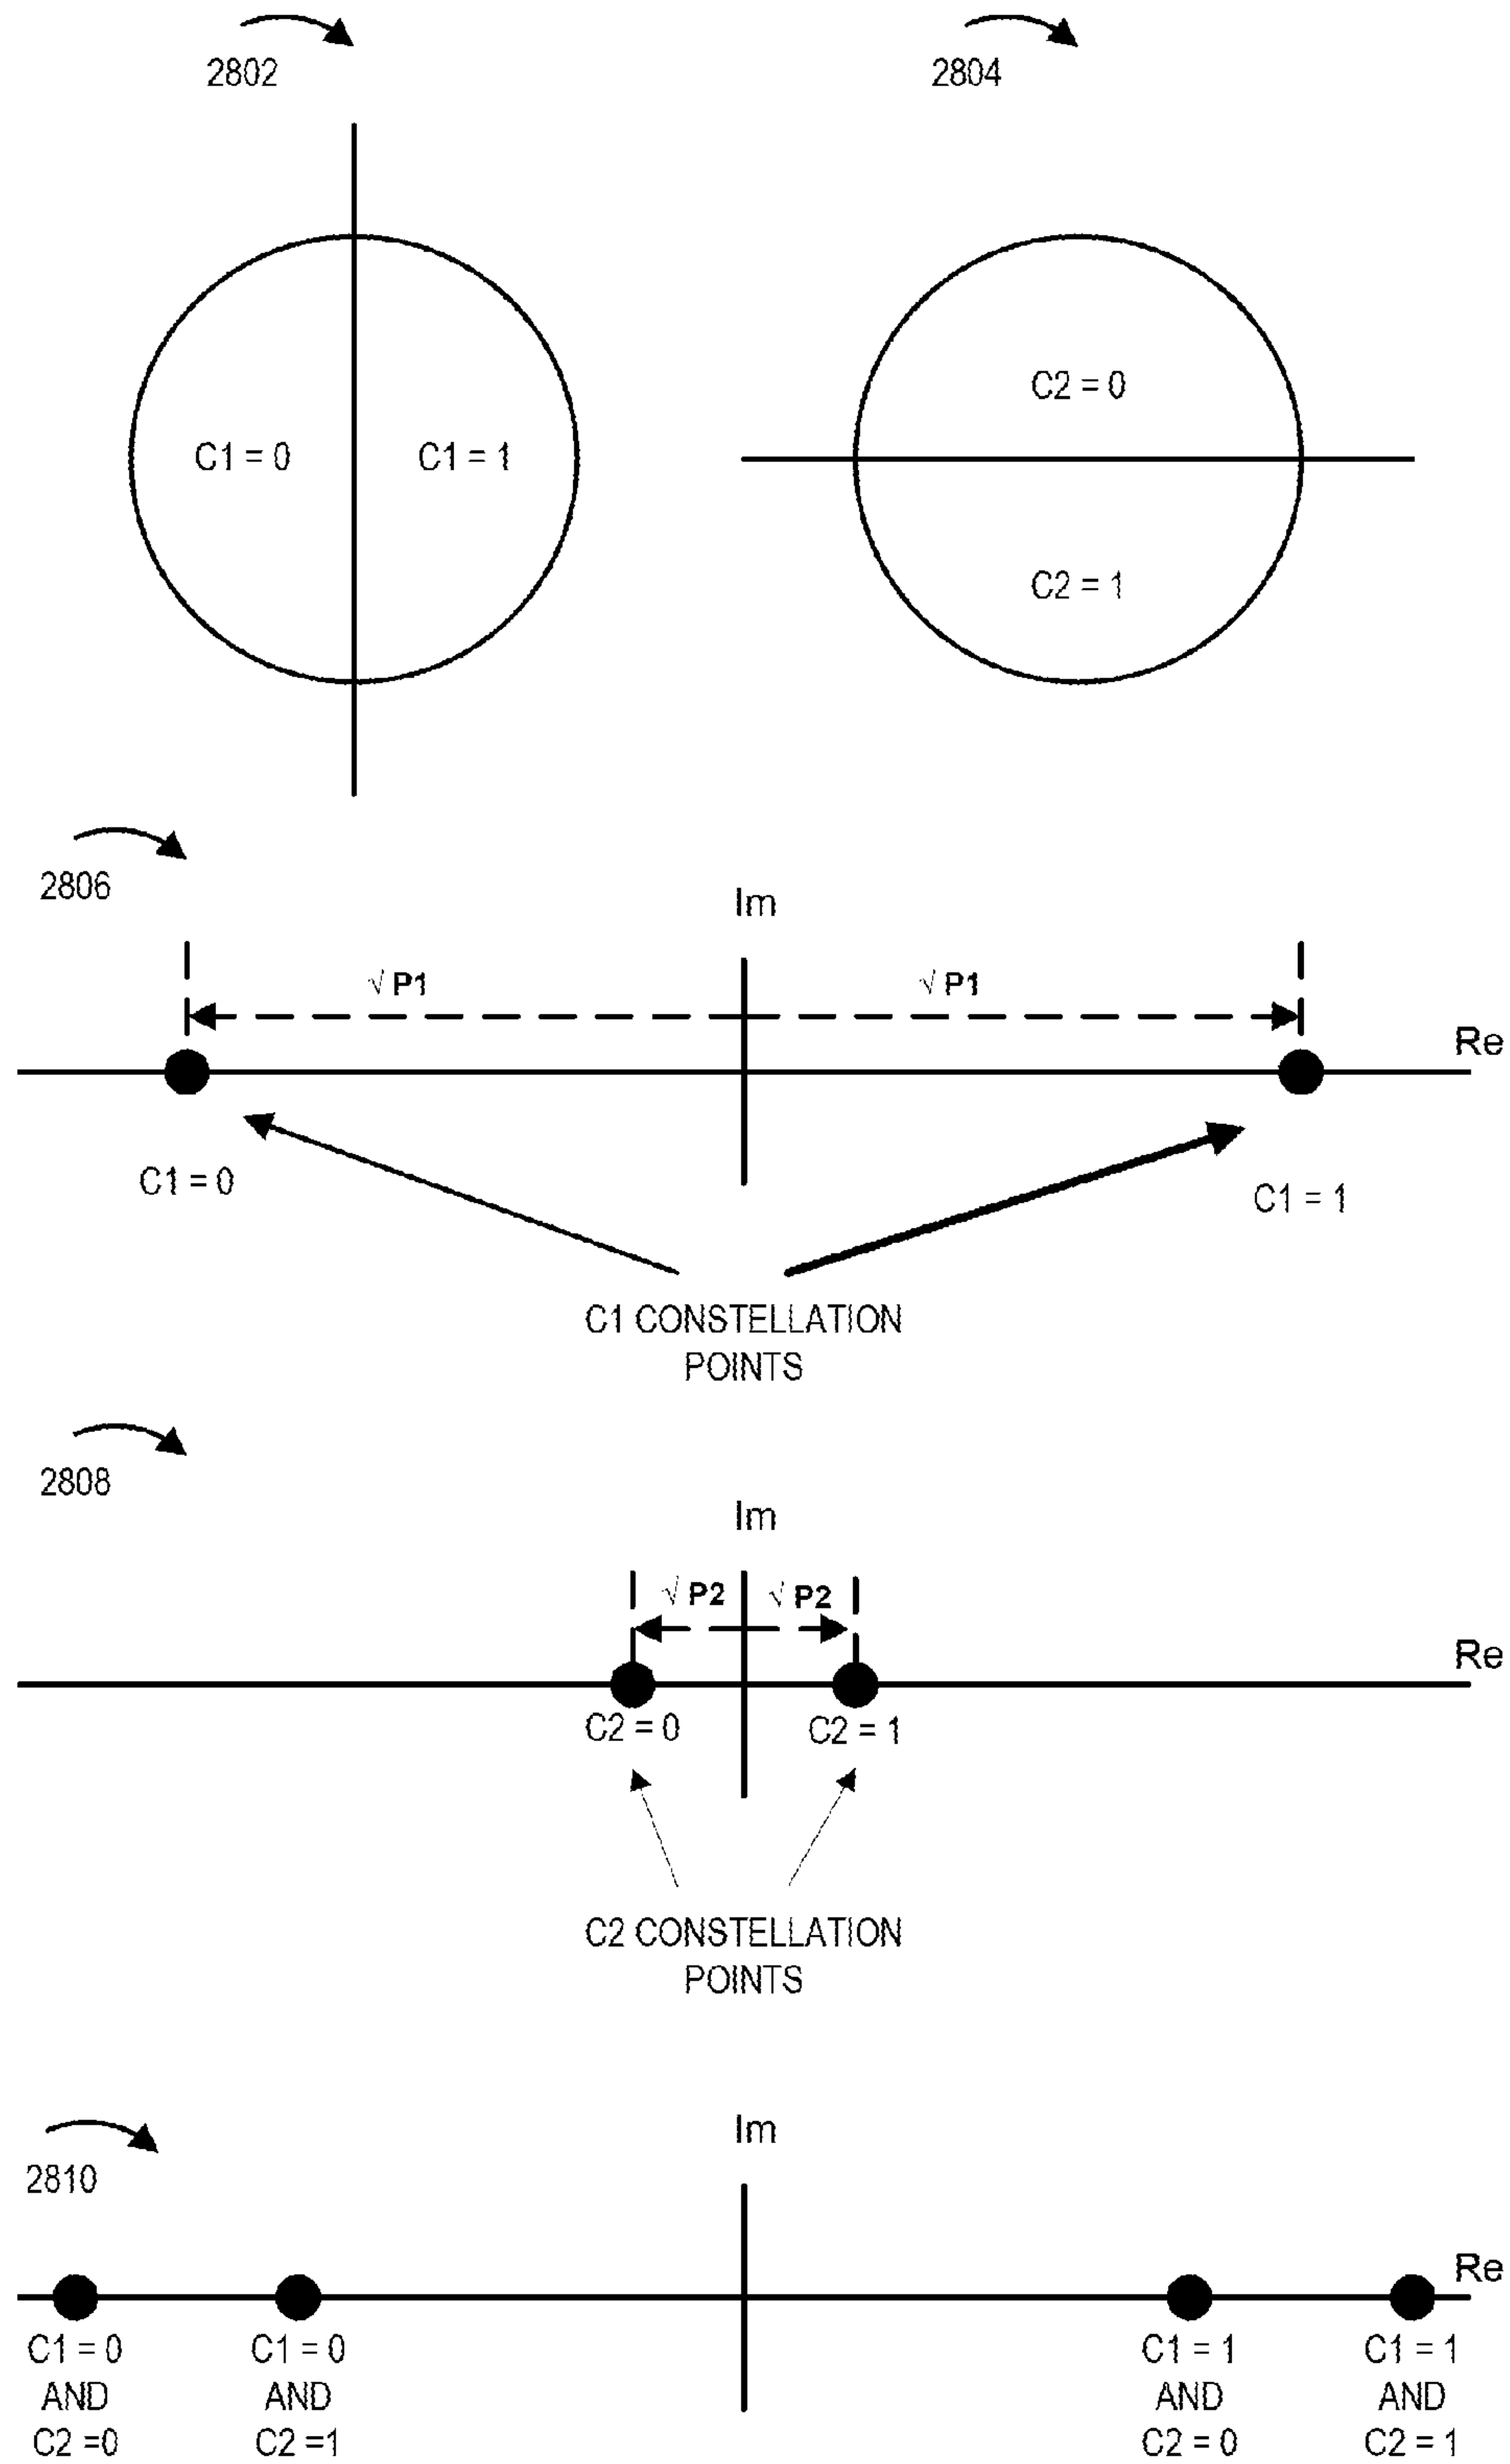 2802
2804
C1 = 0
C1 = 1
C2 = 0
C2 = 1
2806
Im
√ P1
√ P1
Re
C1 = 0
C1 = 1
C1 CONSTELLATION
POINTS
2808
Im
√ P2
√ P2
Re
C2 = 0
C2 = 1
C2 CONSTELLATION
POINTS
2810
Im
Re
C1 = 0
AND
C2 =0
C1 = 0
AND
C2 =1
C1 = 1
AND
C2 = 0
C1 = 1
AND
C2 = 1